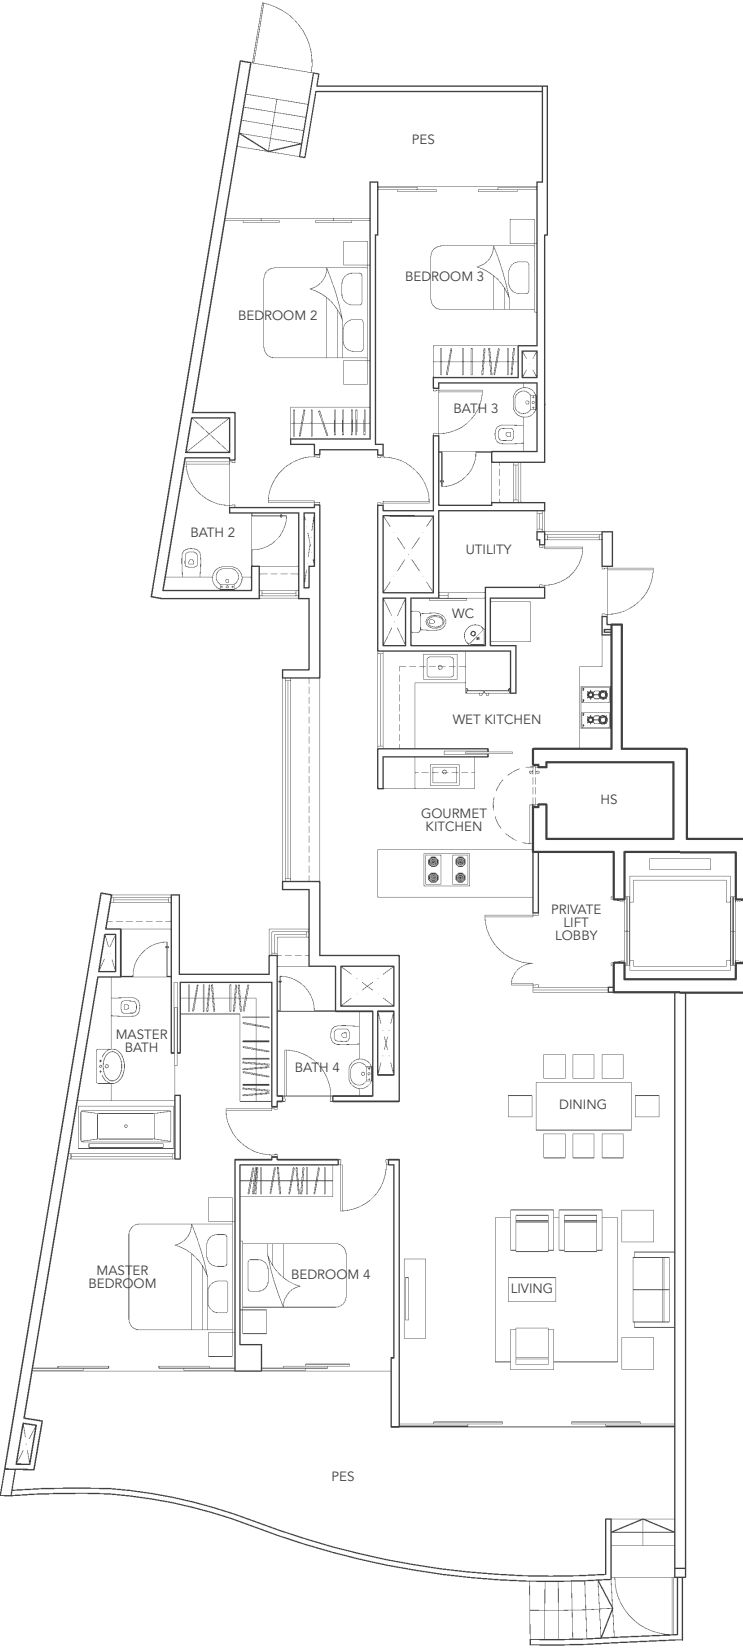 PES
BEDROOM 3
BEDROOM 2
BATH 3
BATH 2
UTILITY
WC
WET KITCHEN
HS
GOURMET
KITCHEN
PRIVATE
LIFT
LOBBY
MASTER
BATH
BATH 4
DINING
MASTER
BEDROOM
BEDROOM 4
LIVING
PES